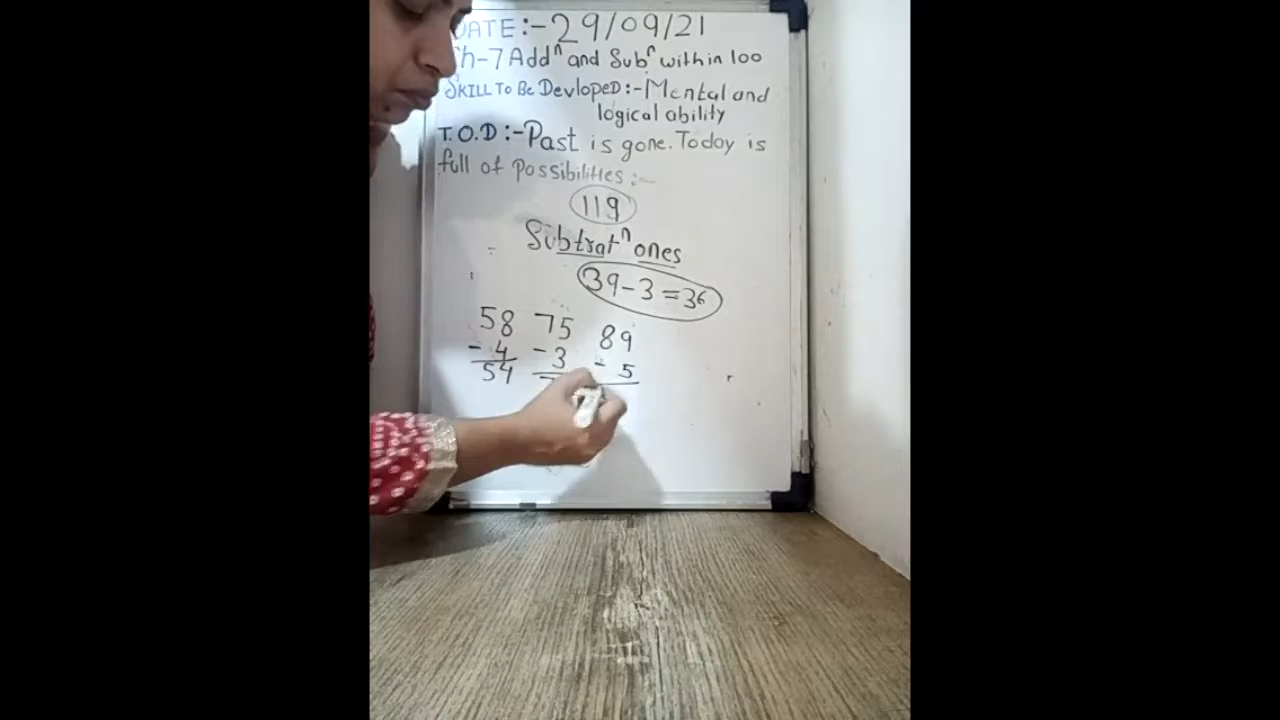 DATE:-29/09/21
Ch-7 Addⁿ and Subⁿ within 100
SKILL TO BE DevloPED:-Mental and
logical ability
T.O.D:-Past is gone. Today is
full of Possibilities:-
119
Subtratⁿ ones
39-3=36
58 75 89
-4 -3 -5
54 7